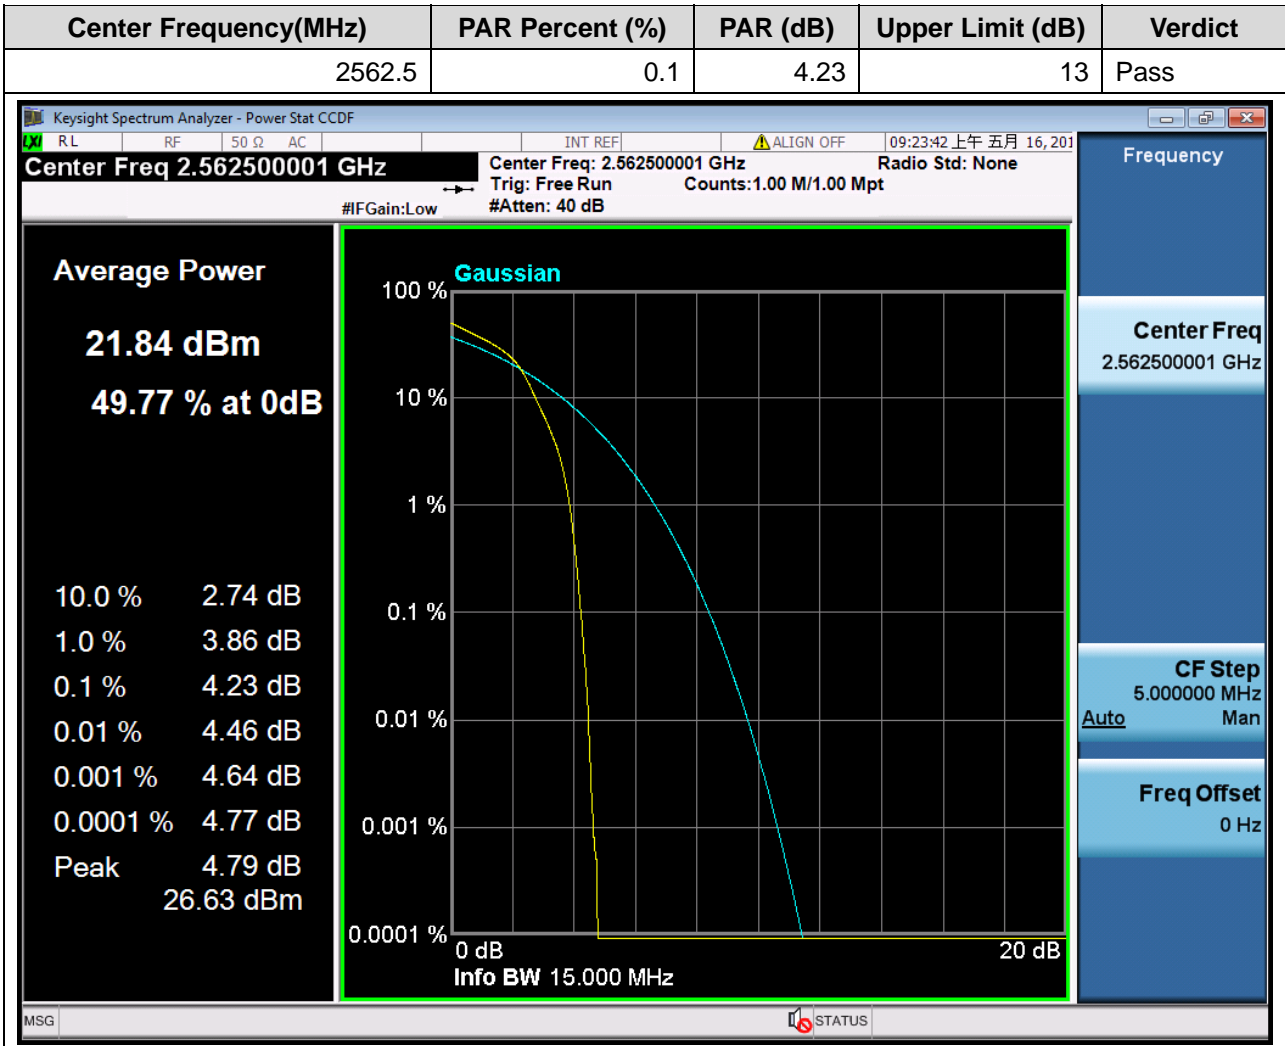 Center Frequency(MHz) PAR Percent (%) PAR (dB) Upper Limit (dB) Verdict
2562.5 0.1 4.23 13 Pass
Keysight Spectrum Analyzer - Power Stat CCDF
LXI RL RF 50 Ω AC INT REF ALIGN OFF 09:23:42 上午 五月 16, 201
Center Freq 2.562500001 GHz
Center Freq: 2.562500001 GHz Radio Std: None
Trig: Free Run Counts:1.00 M/1.00 Mpt
#IFGain:Low #Atten: 40 dB
Average Power
21.84 dBm
49.77 % at 0dB
10.0 % 2.74 dB
1.0 % 3.86 dB
0.1 % 4.23 dB
0.01 % 4.46 dB
0.001 % 4.64 dB
0.0001 % 4.77 dB
Peak 4.79 dB
26.63 dBm
Gaussian
100 %
10 %
1 %
0.1 %
0.01 %
0.001 %
0.0001 %
0 dB 20 dB
Info BW 15.000 MHz
Frequency
Center Freq
2.562500001 GHz
CF Step
5.000000 MHz
Auto Man
Freq Offset
0 Hz
MSG STATUS